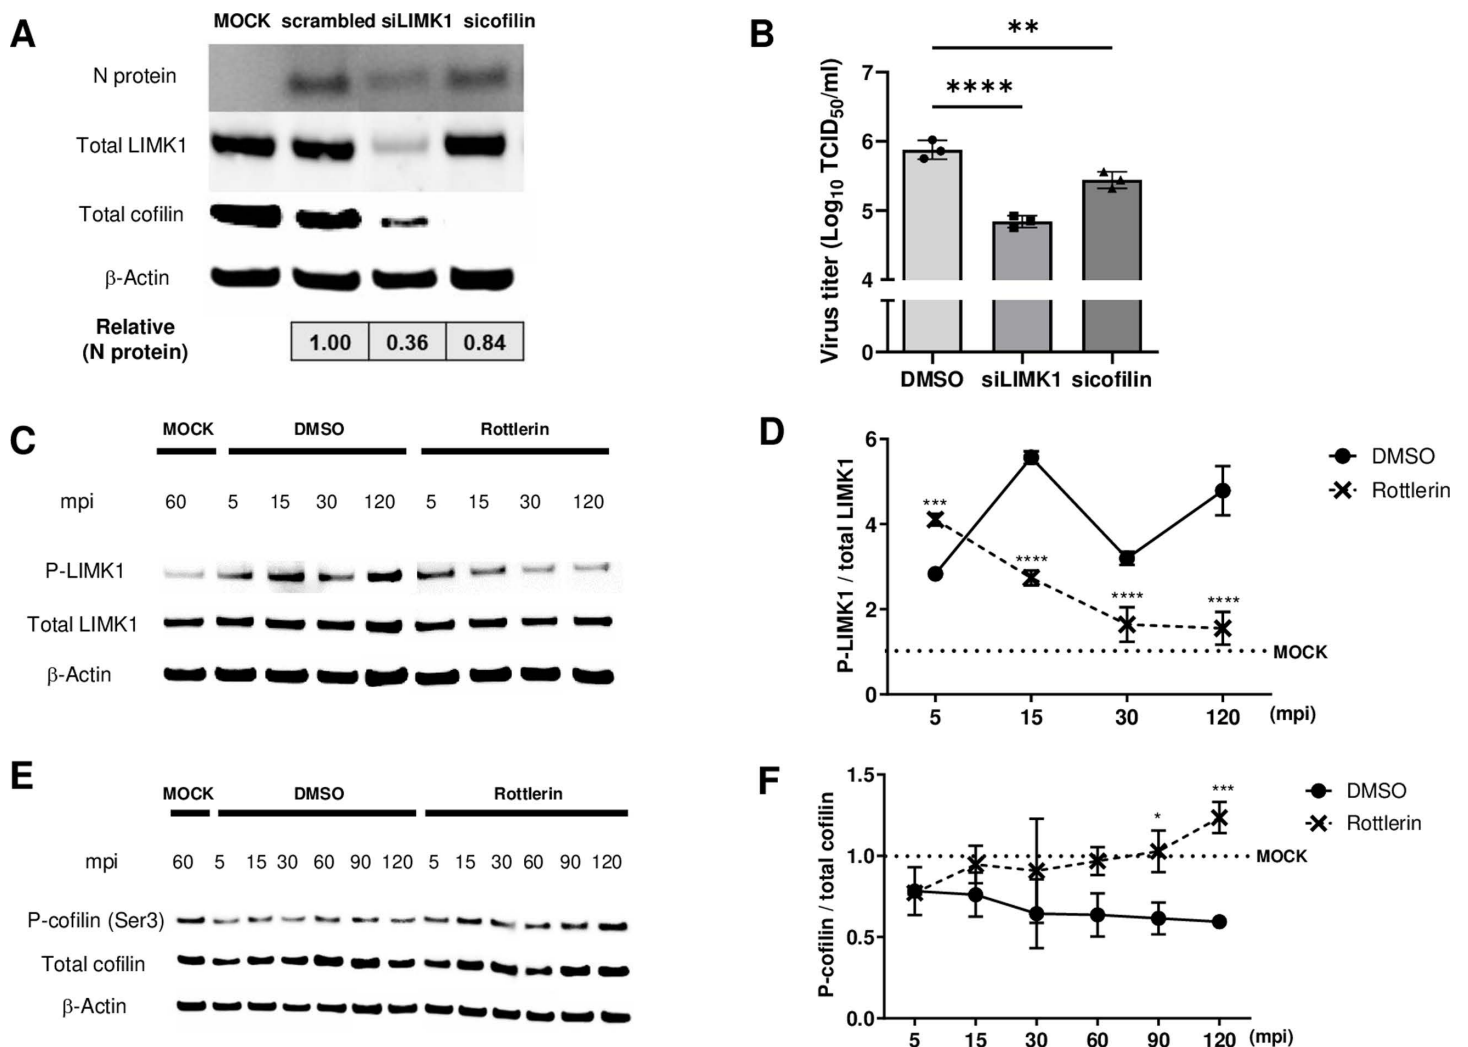 A
MOCK scrambled siLIMK1 sicofilin
N protein
Total LIMK1
Total cofilin
β-Actin
Relative
(N protein)
1.00 0.36 0.84
B
**
****
Virus titer (Log10 TCID50/ml)
7
6
5
4
0
DMSO siLIMK1 sicofilin
C
MOCK DMSO Rottlerin
mpi 60 5 15 30 120 5 15 30 120
P-LIMK1
Total LIMK1
β-Actin
D
P-LIMK1 / total LIMK1
6
4
2
0
***
****
****
****
MOCK
5 15 30 120 (mpi)
DMSO
Rottlerin
E
MOCK DMSO Rottlerin
mpi 60 5 15 30 60 90 120 5 15 30 60 90 120
P-cofilin (Ser3)
Total cofilin
β-Actin
F
P-cofilin / total cofilin
1.5
1.0
0.5
0.0
*
***
MOCK
5 15 30 60 90 120 (mpi)
DMSO
Rottlerin